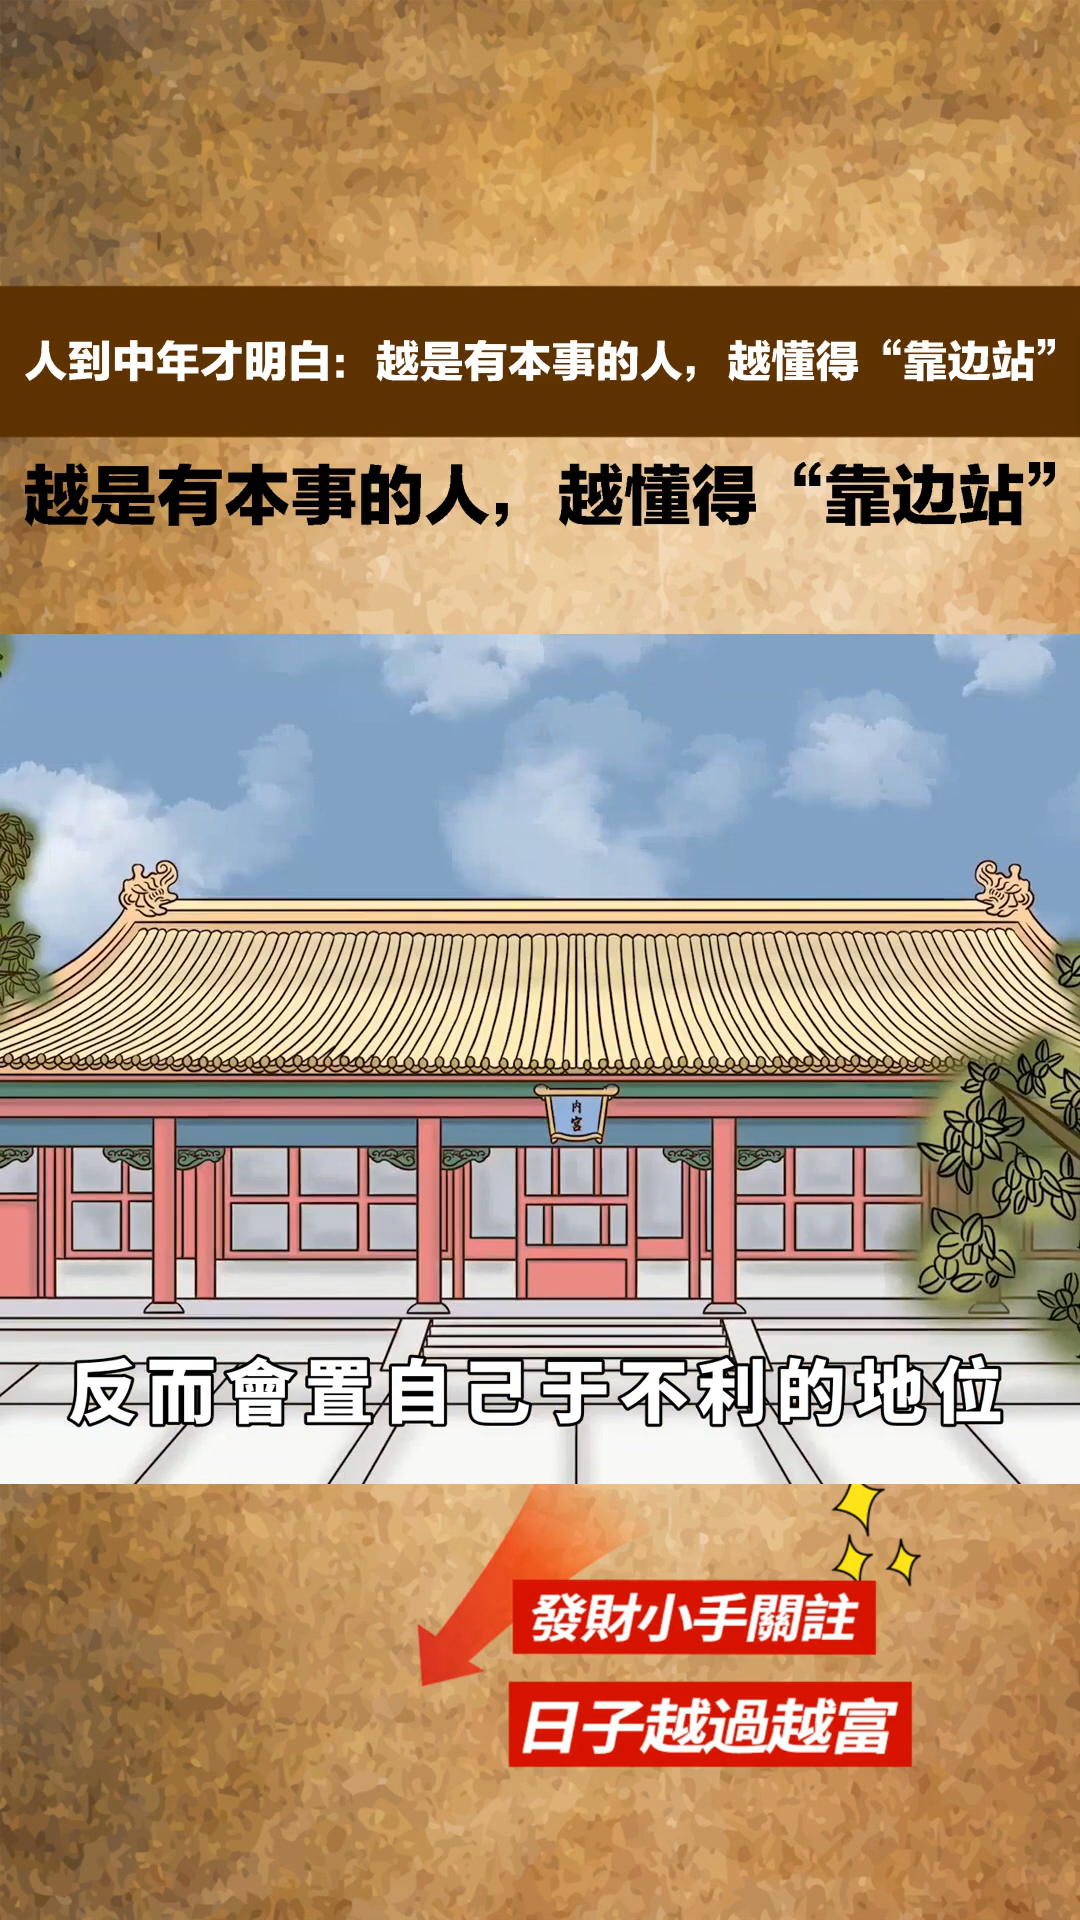 人到中年才明白：越是有本事的人，越懂得“靠边站”
越是有本事的人，越懂得“靠边站”
内
宮
反而會置自己于不利的地位
發財小手關註
日子越過越富